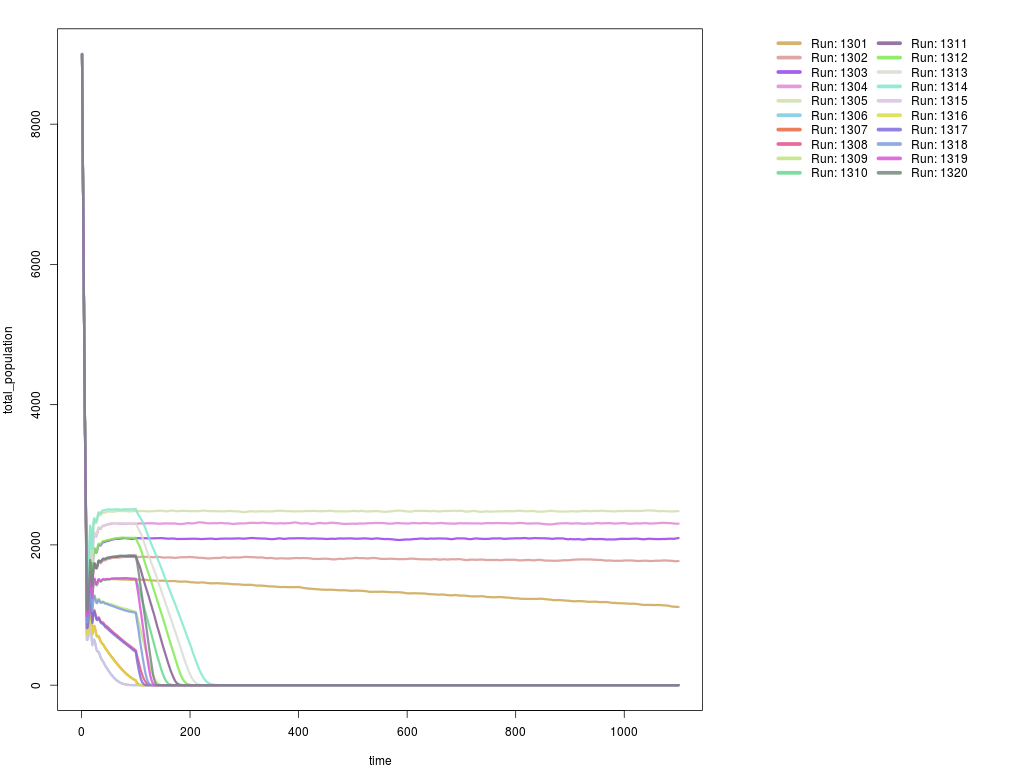 total_population
8000
6000
4000
2000
0
0 200 400 600 800 1000
time
Run: 1301 Run: 1311
Run: 1302 Run: 1312
Run: 1303 Run: 1313
Run: 1304 Run: 1314
Run: 1305 Run: 1315
Run: 1306 Run: 1316
Run: 1307 Run: 1317
Run: 1308 Run: 1318
Run: 1309 Run: 1319
Run: 1310 Run: 1320